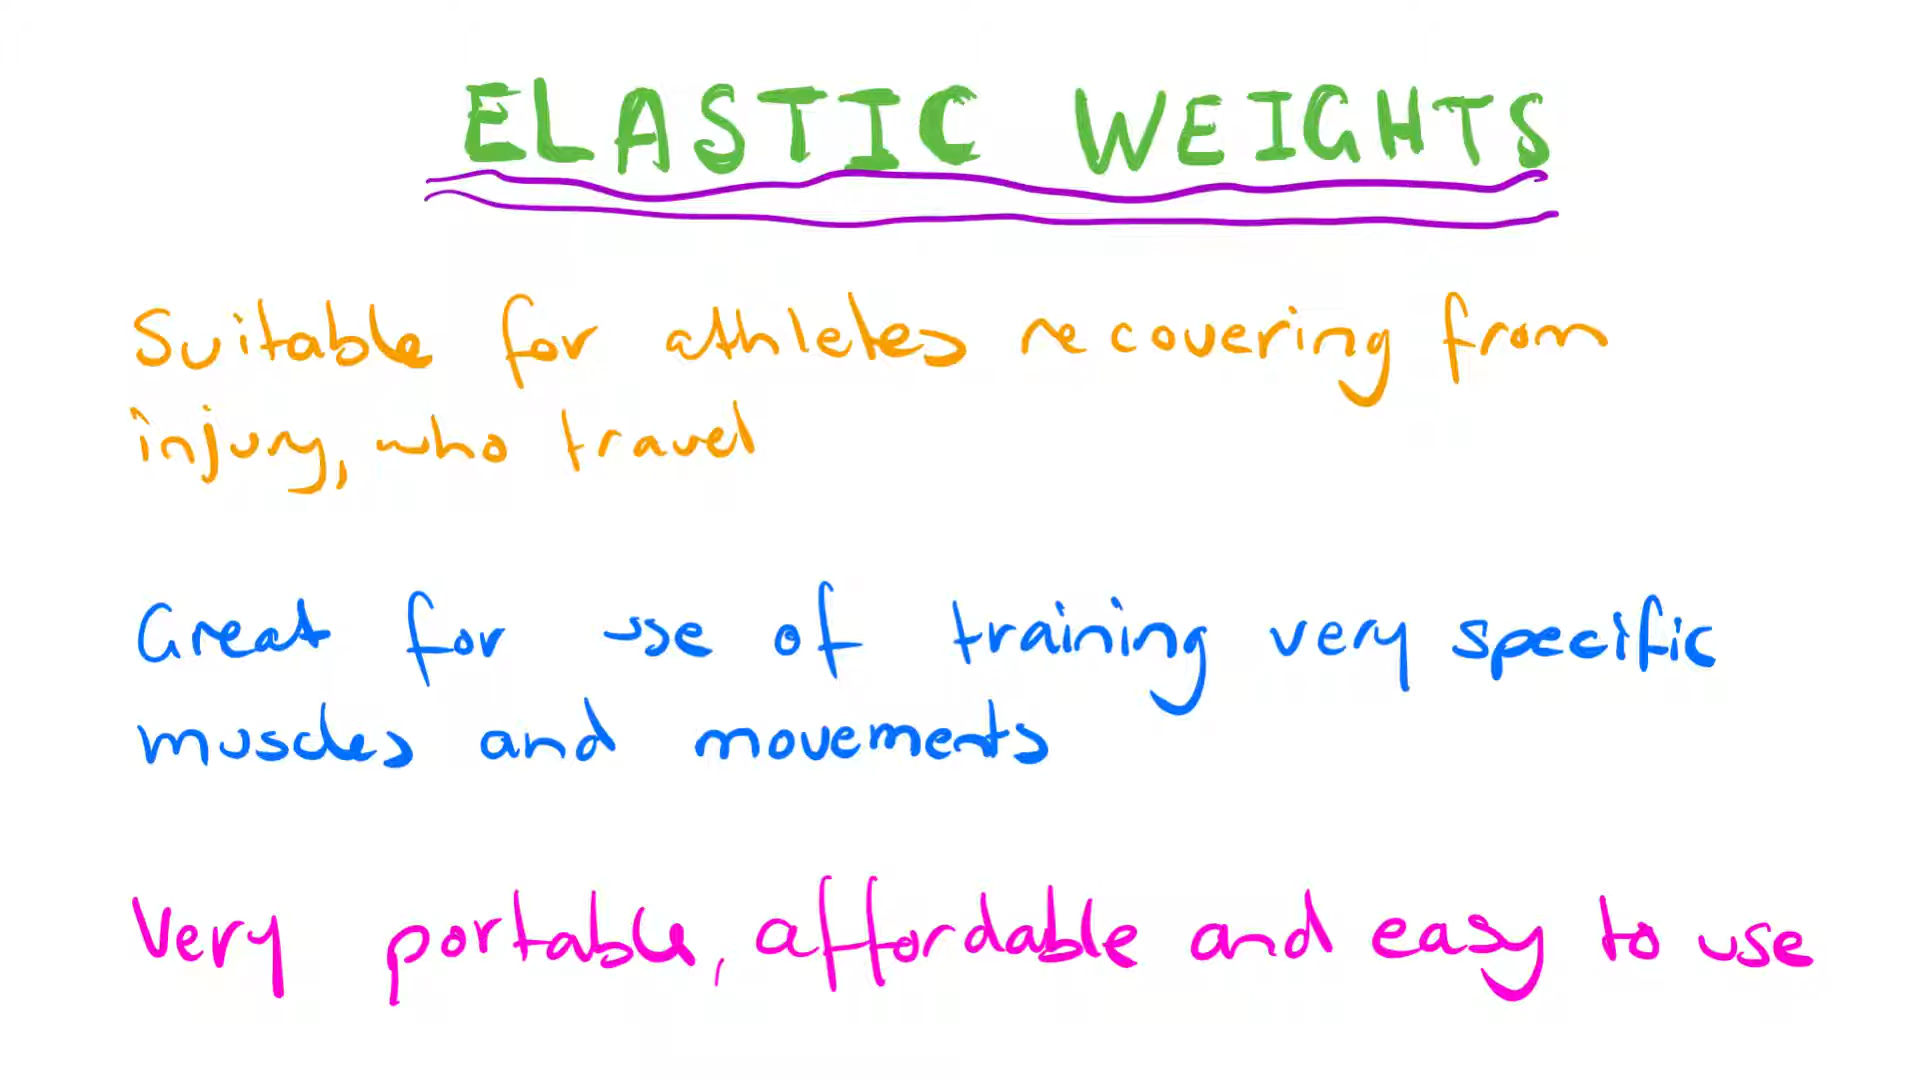 ELASTIC WEIGHTS
Suitable for athletes recovering from
injury, who travel
Great for use of training very specific
muscles and movements
Very portable, affordable and easy to use